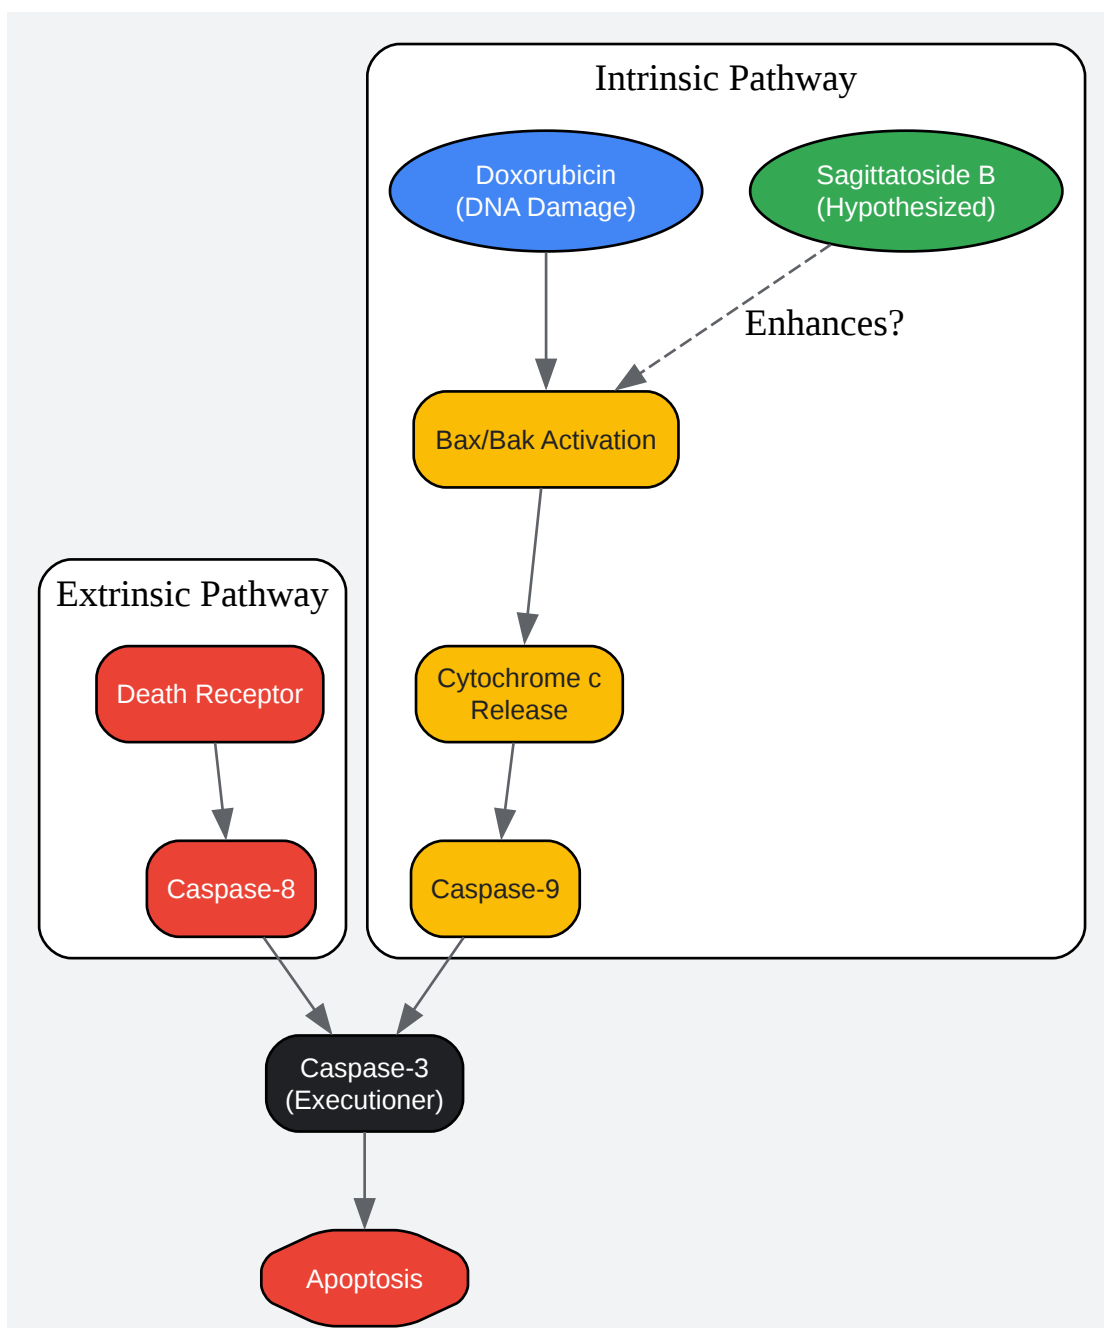 Intrinsic Pathway
Doxorubicin
(DNA Damage)
Sagittatoside B
(Hypothesized)
Enhances?
Bax/Bak Activation
Extrinsic Pathway
Death Receptor
Cytochrome c
Release
Caspase-8
Caspase-9
Caspase-3
(Executioner)
Apoptosis